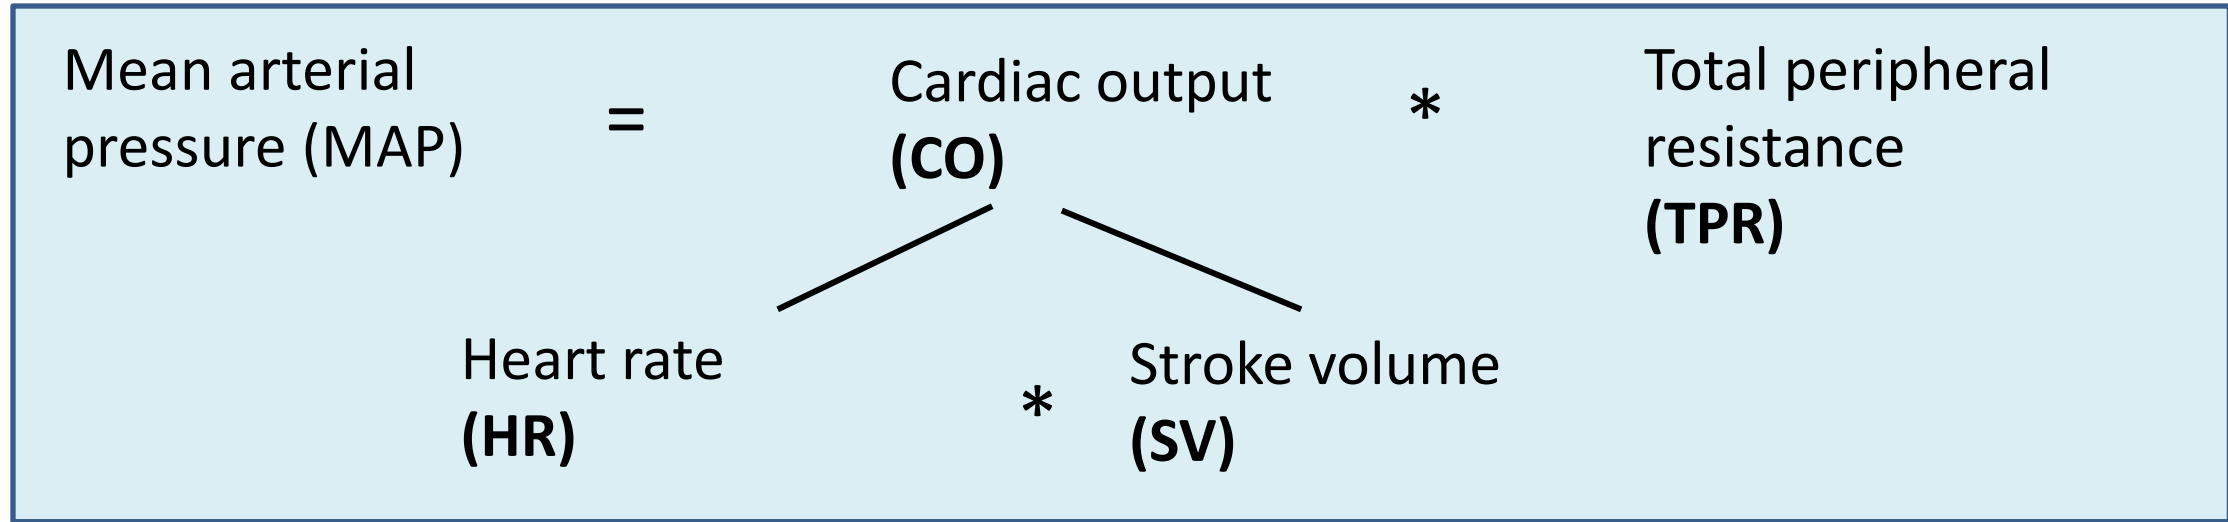 Mean arterial
pressure (MAP)
=
Cardiac output
(CO)
*
Total peripheral
resistance
(TPR)
Heart rate
(HR)
*
Stroke volume
(SV)